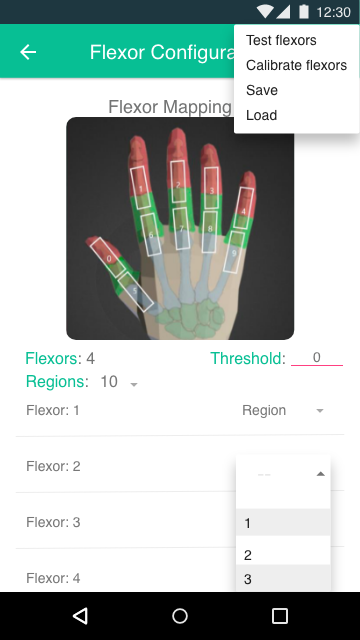 12:30
Flexor Configura
Test flexors
Calibrate flexors
Save
Load
Flexor Mapping
2
1
3
4
6
7
8
9
0
5
Flexors: 4
Threshold: 0
Regions: 10
Flexor: 1
Region
Flexor: 2
--
Flexor: 3
1
2
Flexor: 4
3